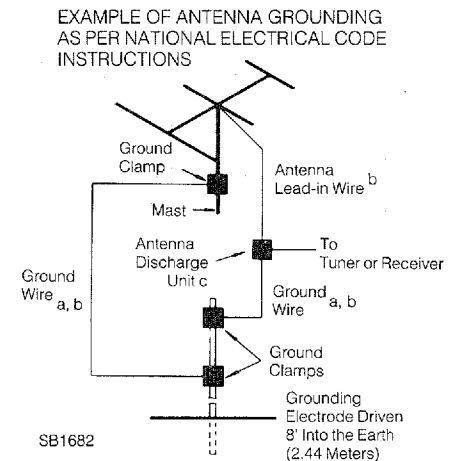 EXAMPLE OF ANTENNA GROUNDING
AS PER NATIONAL ELECTRICAL CODE
INSTRUCTIONS
Ground
Clamp
Antenna
Lead-in Wire b
Mast
Antenna
Discharge
Unit c
To
Tuner or Receiver
Ground
Wire a, b
Ground
Wire a, b
Ground
Clamps
Grounding
Electrode Driven
8' Into the Earth
(2.44 Meters)
SB1682